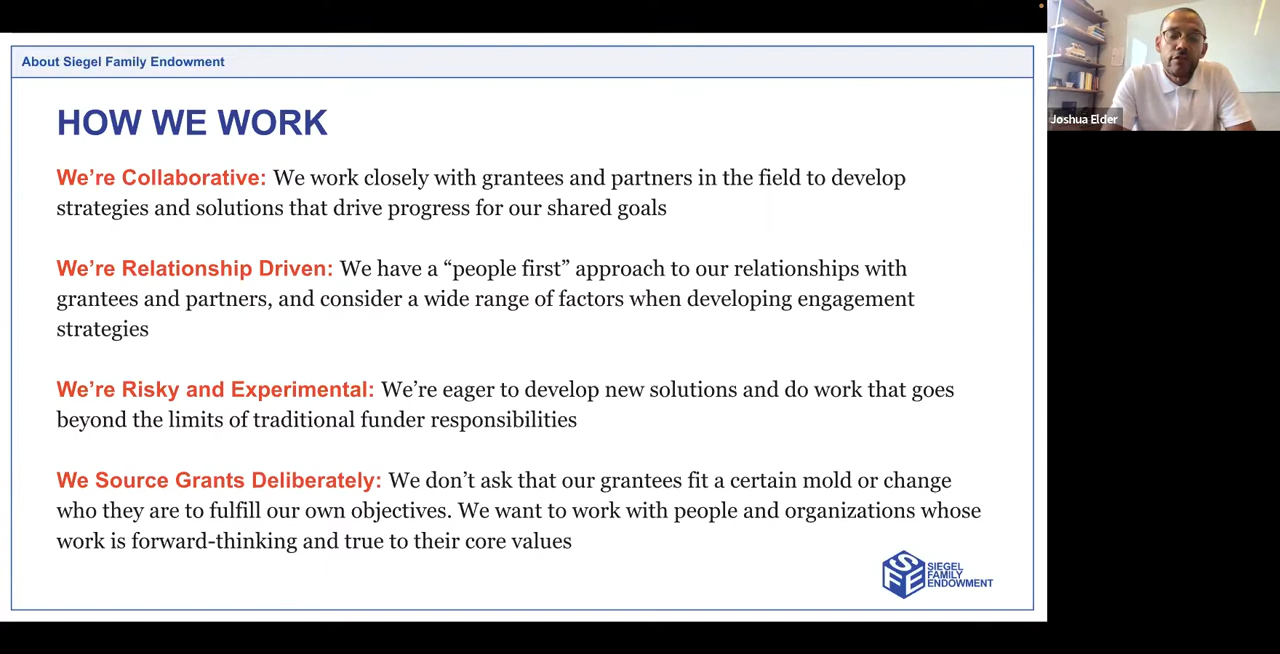 About Siegel Family Endowment
HOW WE WORK
We’re Collaborative: We work closely with grantees and partners in the field to develop
strategies and solutions that drive progress for our shared goals
We’re Relationship Driven: We have a “people first” approach to our relationships with
grantees and partners, and consider a wide range of factors when developing engagement
strategies
We’re Risky and Experimental: We’re eager to develop new solutions and do work that goes
beyond the limits of traditional funder responsibilities
We Source Grants Deliberately: We don’t ask that our grantees fit a certain mold or change
who they are to fulfill our own objectives. We want to work with people and organizations whose
work is forward-thinking and true to their core values
SFE
SIEGEL
FAMILY
ENDOWMENT
Joshua Elder